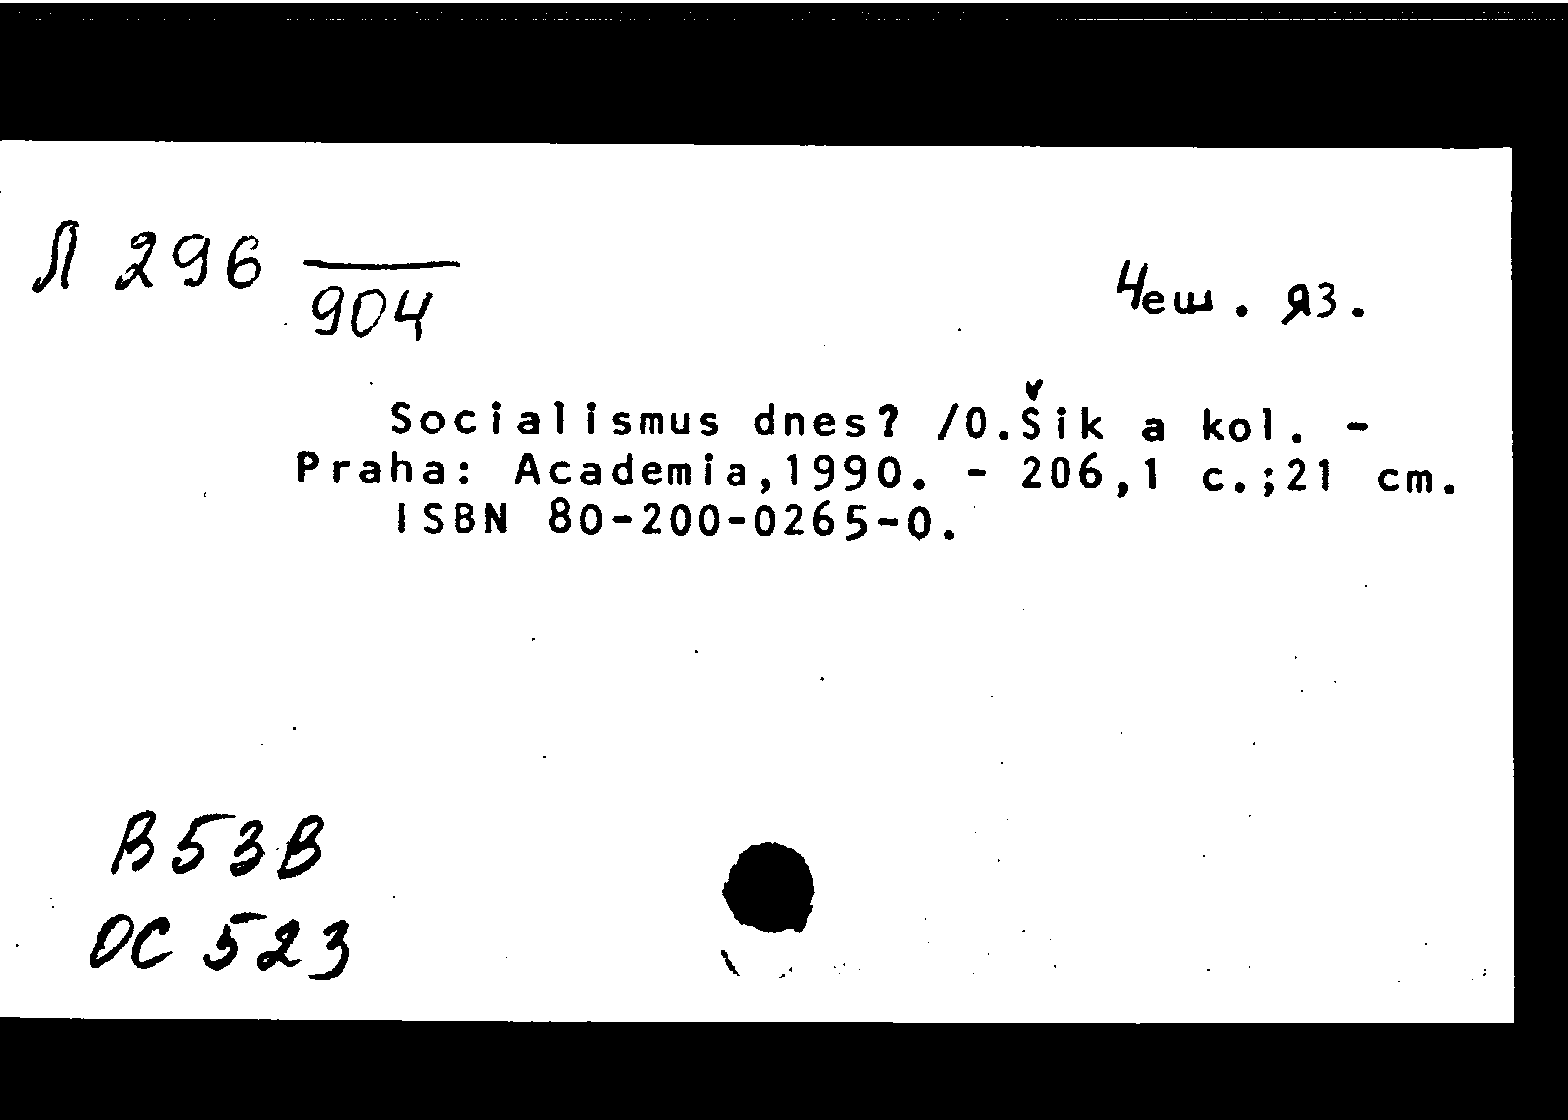 Л 296
904
Чеш. яз.
Socialismus dnes? /O.Šik a kol. -
Praha: Academia,1990. - 206,1 c.;21 cm.
ISBN 80-200-0265-0.
В53В
ОС 523